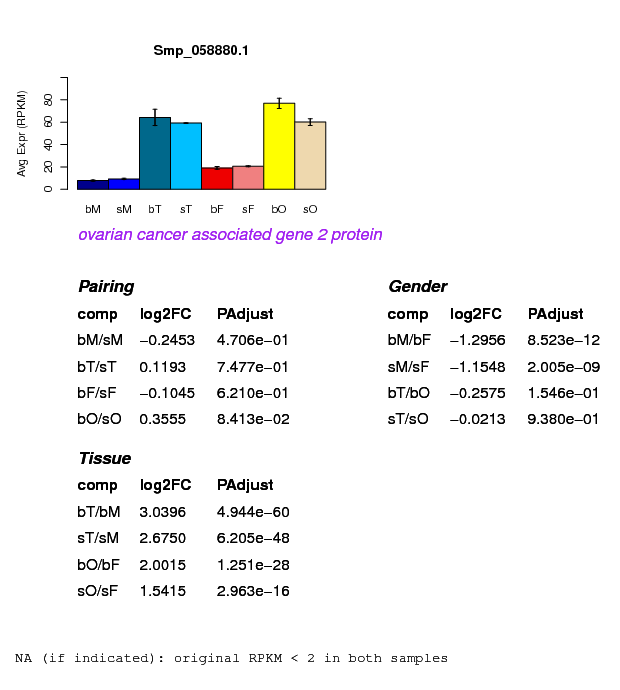 Smp_058880.1
Avg Expr (RPKM)
0 20 40 60 80
bM sM bT sT bF sF bO sO
ovarian cancer associated gene 2 protein
Pairing
comp log2FC PAdjust
bM/sM −0.2453 4.706e−01
bT/sT 0.1193 7.477e−01
bF/sF −0.1045 6.210e−01
bO/sO 0.3555 8.413e−02
Gender
comp log2FC PAdjust
bM/bF −1.2956 8.523e−12
sM/sF −1.1548 2.005e−09
bT/bO −0.2575 1.546e−01
sT/sO −0.0213 9.380e−01
Tissue
comp log2FC PAdjust
bT/bM 3.0396 4.944e−60
sT/sM 2.6750 6.205e−48
bO/bF 2.0015 1.251e−28
sO/sF 1.5415 2.963e−16
NA (if indicated): original RPKM < 2 in both samples